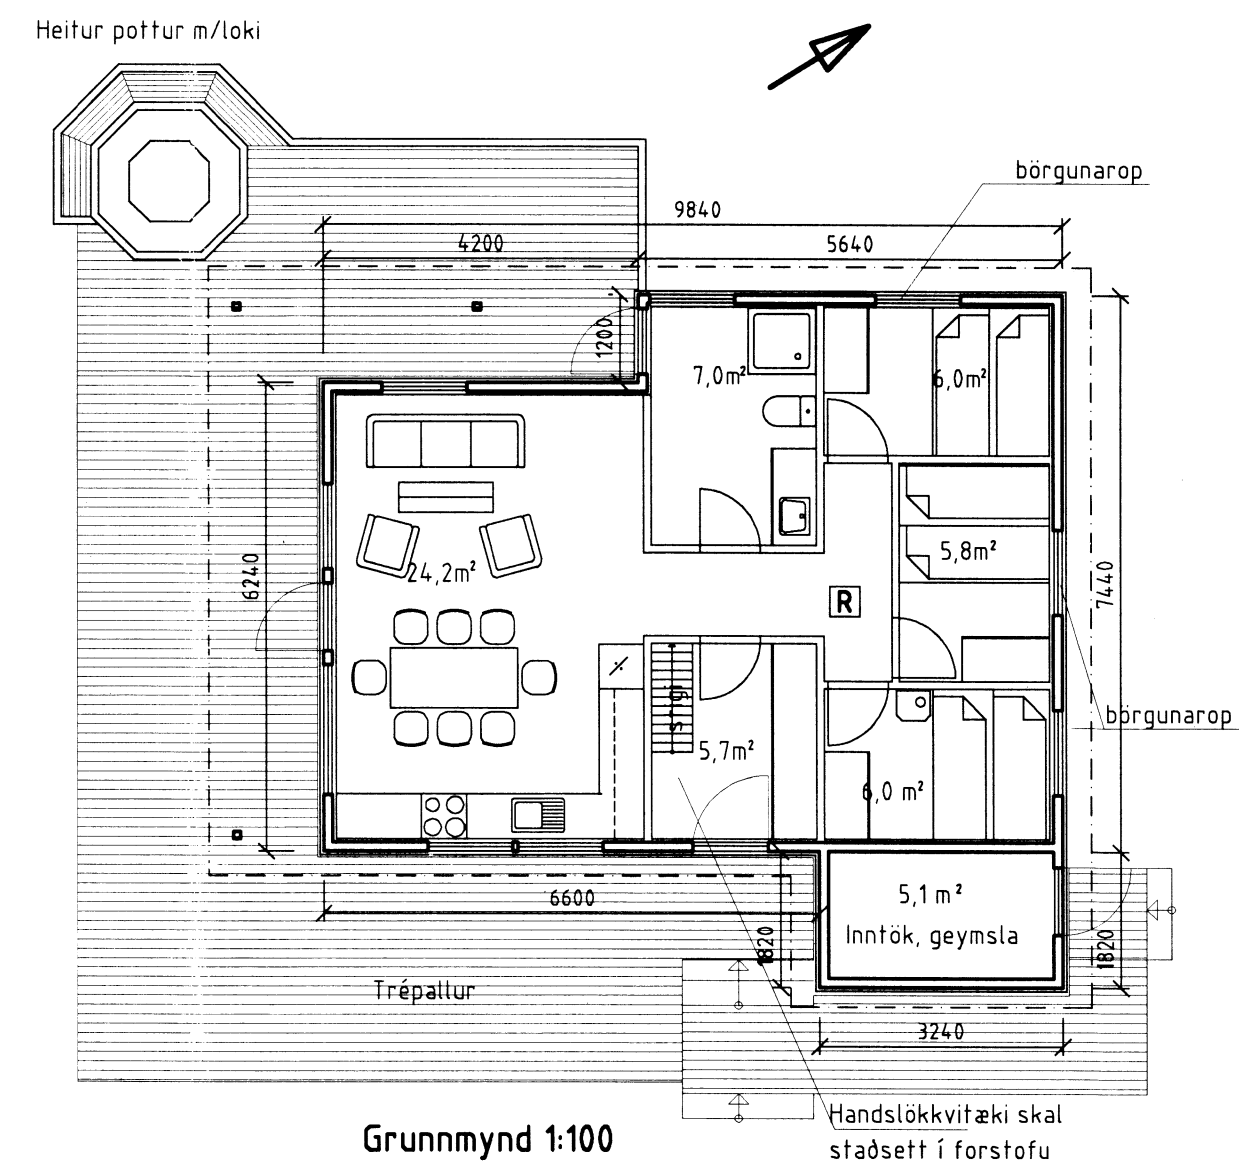 Heitur pottur m/loki
börgunarop
9840
4200
5640
1200
7,0m²
6,0m²
6240
24,2m²
5,8m²
7440
R
börgunarop
stigi
5,7m²
6,0 m²
5,1 m²
6600
Inntök, geymsla
1820
1820
Trépallur
3240
Handslökkvitæki skal
staðsett í forstofu
Grunnmynd 1:100